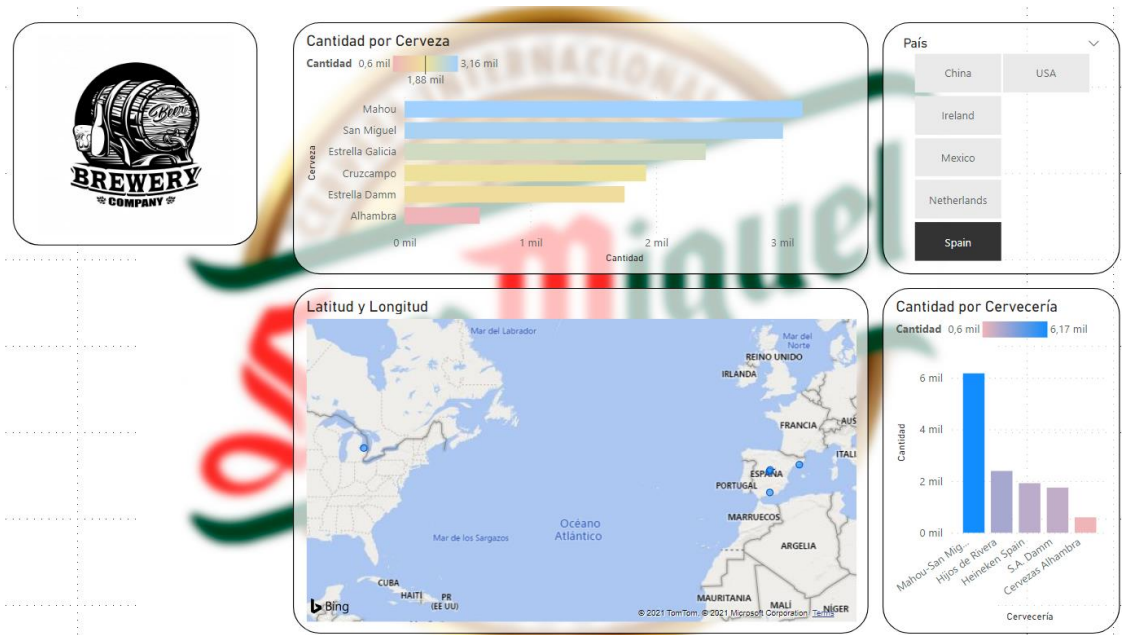 Beer
BREWERY
COMPANY
Cantidad por Cerveza
Cantidad 0,6 mil 3,16 mil
1,88 mil
Cerveza
Mahou
San Miguel
Estrella Galicia
Cruzcampo
Estrella Damm
Alhambra
0 mil 1 mil 2 mil 3 mil
Cantidad
País
China USA
Ireland
Mexico
Netherlands
Spain
INTERNACIONAL
Miguel
Latitud y Longitud
Mar del Labrador
Mar del
Norte
REINO UNIDO
IRLANDA
FRANCIA
AUS
ITALI
ESPAÑA
PORTUGAL
MARRUECOS
Océano
Atlántico
Mar de los Sargazos
ARGELIA
CUBA
HAITI
PR
(EE UU)
MAURITANIA
MALÍ
NÍGER
Bing
© 2021 TomTom, © 2021 Microsoft Corporation Terms
Cantidad por Cervecería
Cantidad 0,6 mil 6,17 mil
Cantidad
6 mil
4 mil
2 mil
0 mil
Mahou-San Mig...
Hijos de Rivera
Heineken Spain
S.A. Damm
Cervezas Alhambra
Cervecería